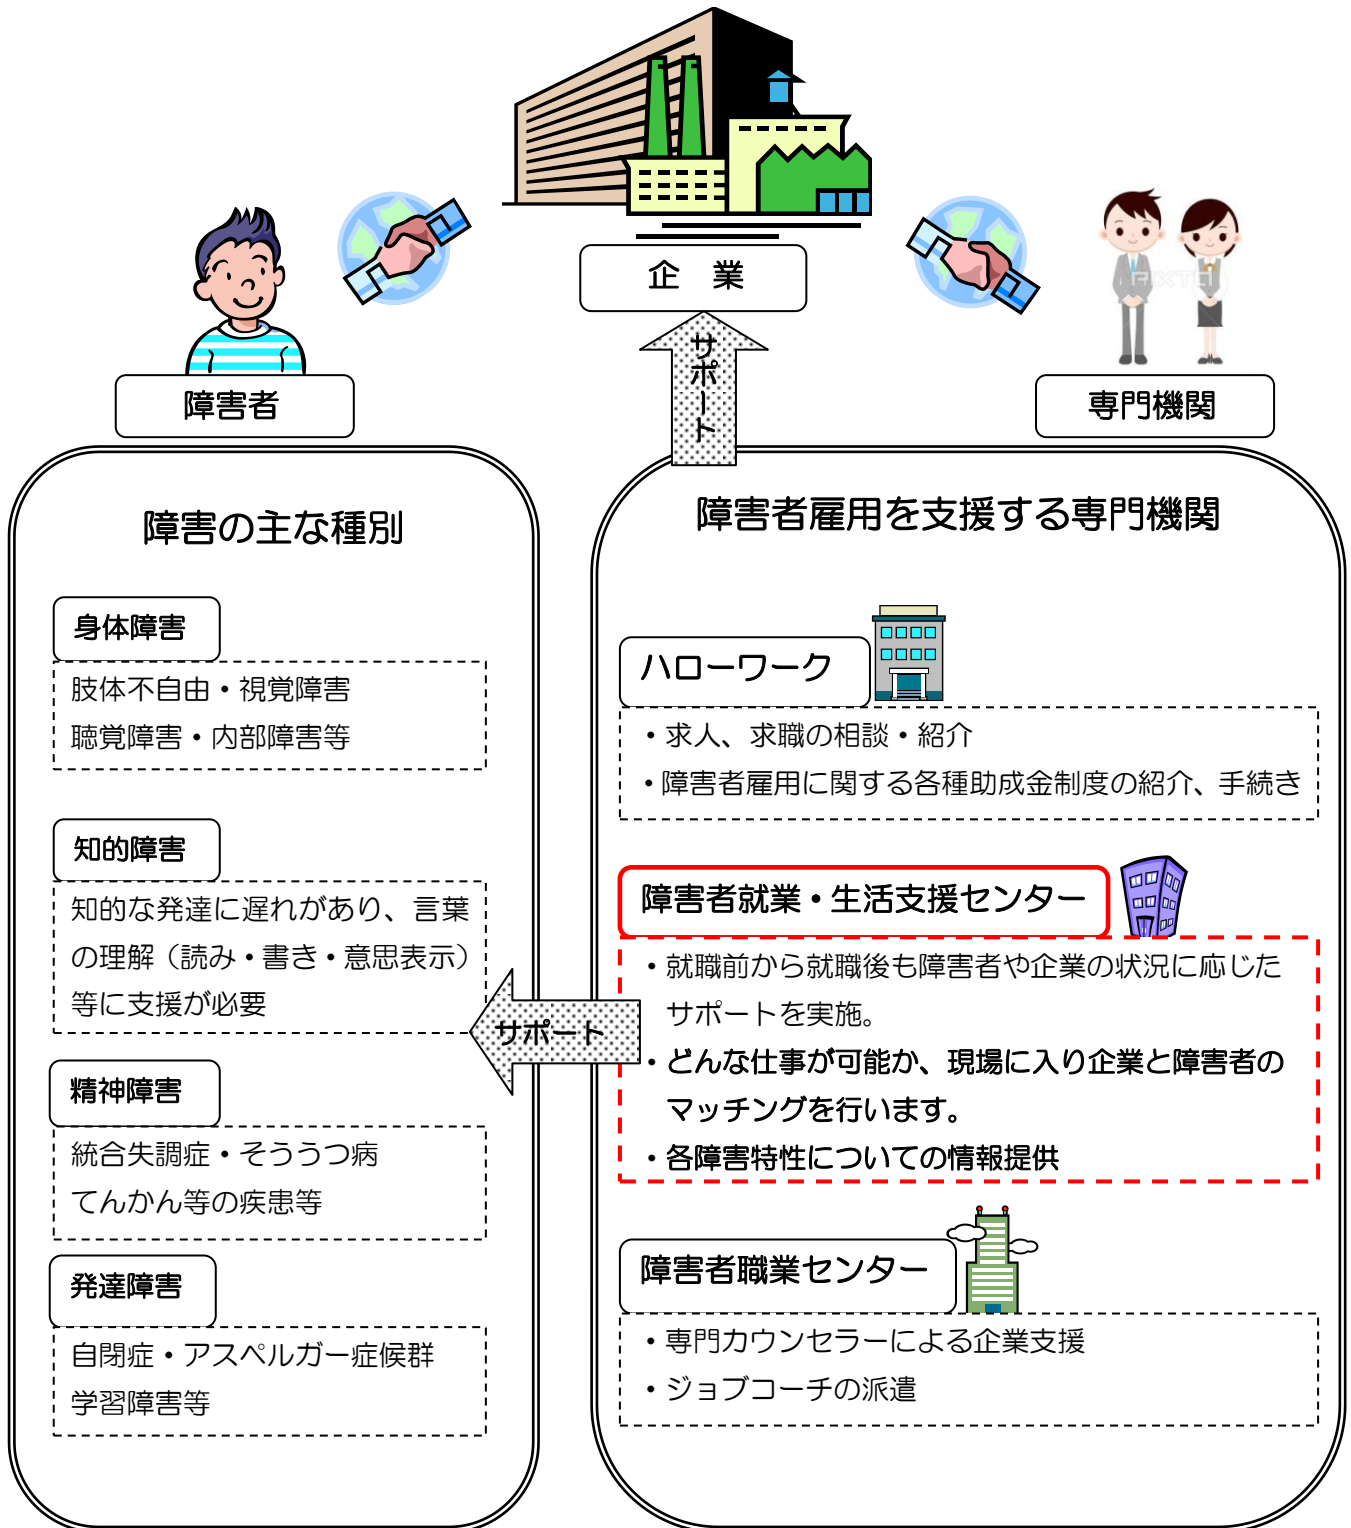 企　業
サポート
障害者
専門機関
障害の主な種別
身体障害
肢体不自由・視覚障害
聴覚障害・内部障害等
知的障害
知的な発達に遅れがあり、言葉
の理解（読み・書き・意思表示）
等に支援が必要
精神障害
統合失調症・そううつ病
てんかん等の疾患等
発達障害
自閉症・アスペルガー症候群
学習障害等
サポート
障害者雇用を支援する専門機関
ハローワーク
・求人、求職の相談・紹介
・障害者雇用に関する各種助成金制度の紹介、手続き
障害者就業・生活支援センター
・就職前から就職後も障害者や企業の状況に応じた
サポートを実施。
・どんな仕事が可能か、現場に入り企業と障害者の
マッチングを行います。
・各障害特性についての情報提供
障害者職業センター
・専門カウンセラーによる企業支援
・ジョブコーチの派遣